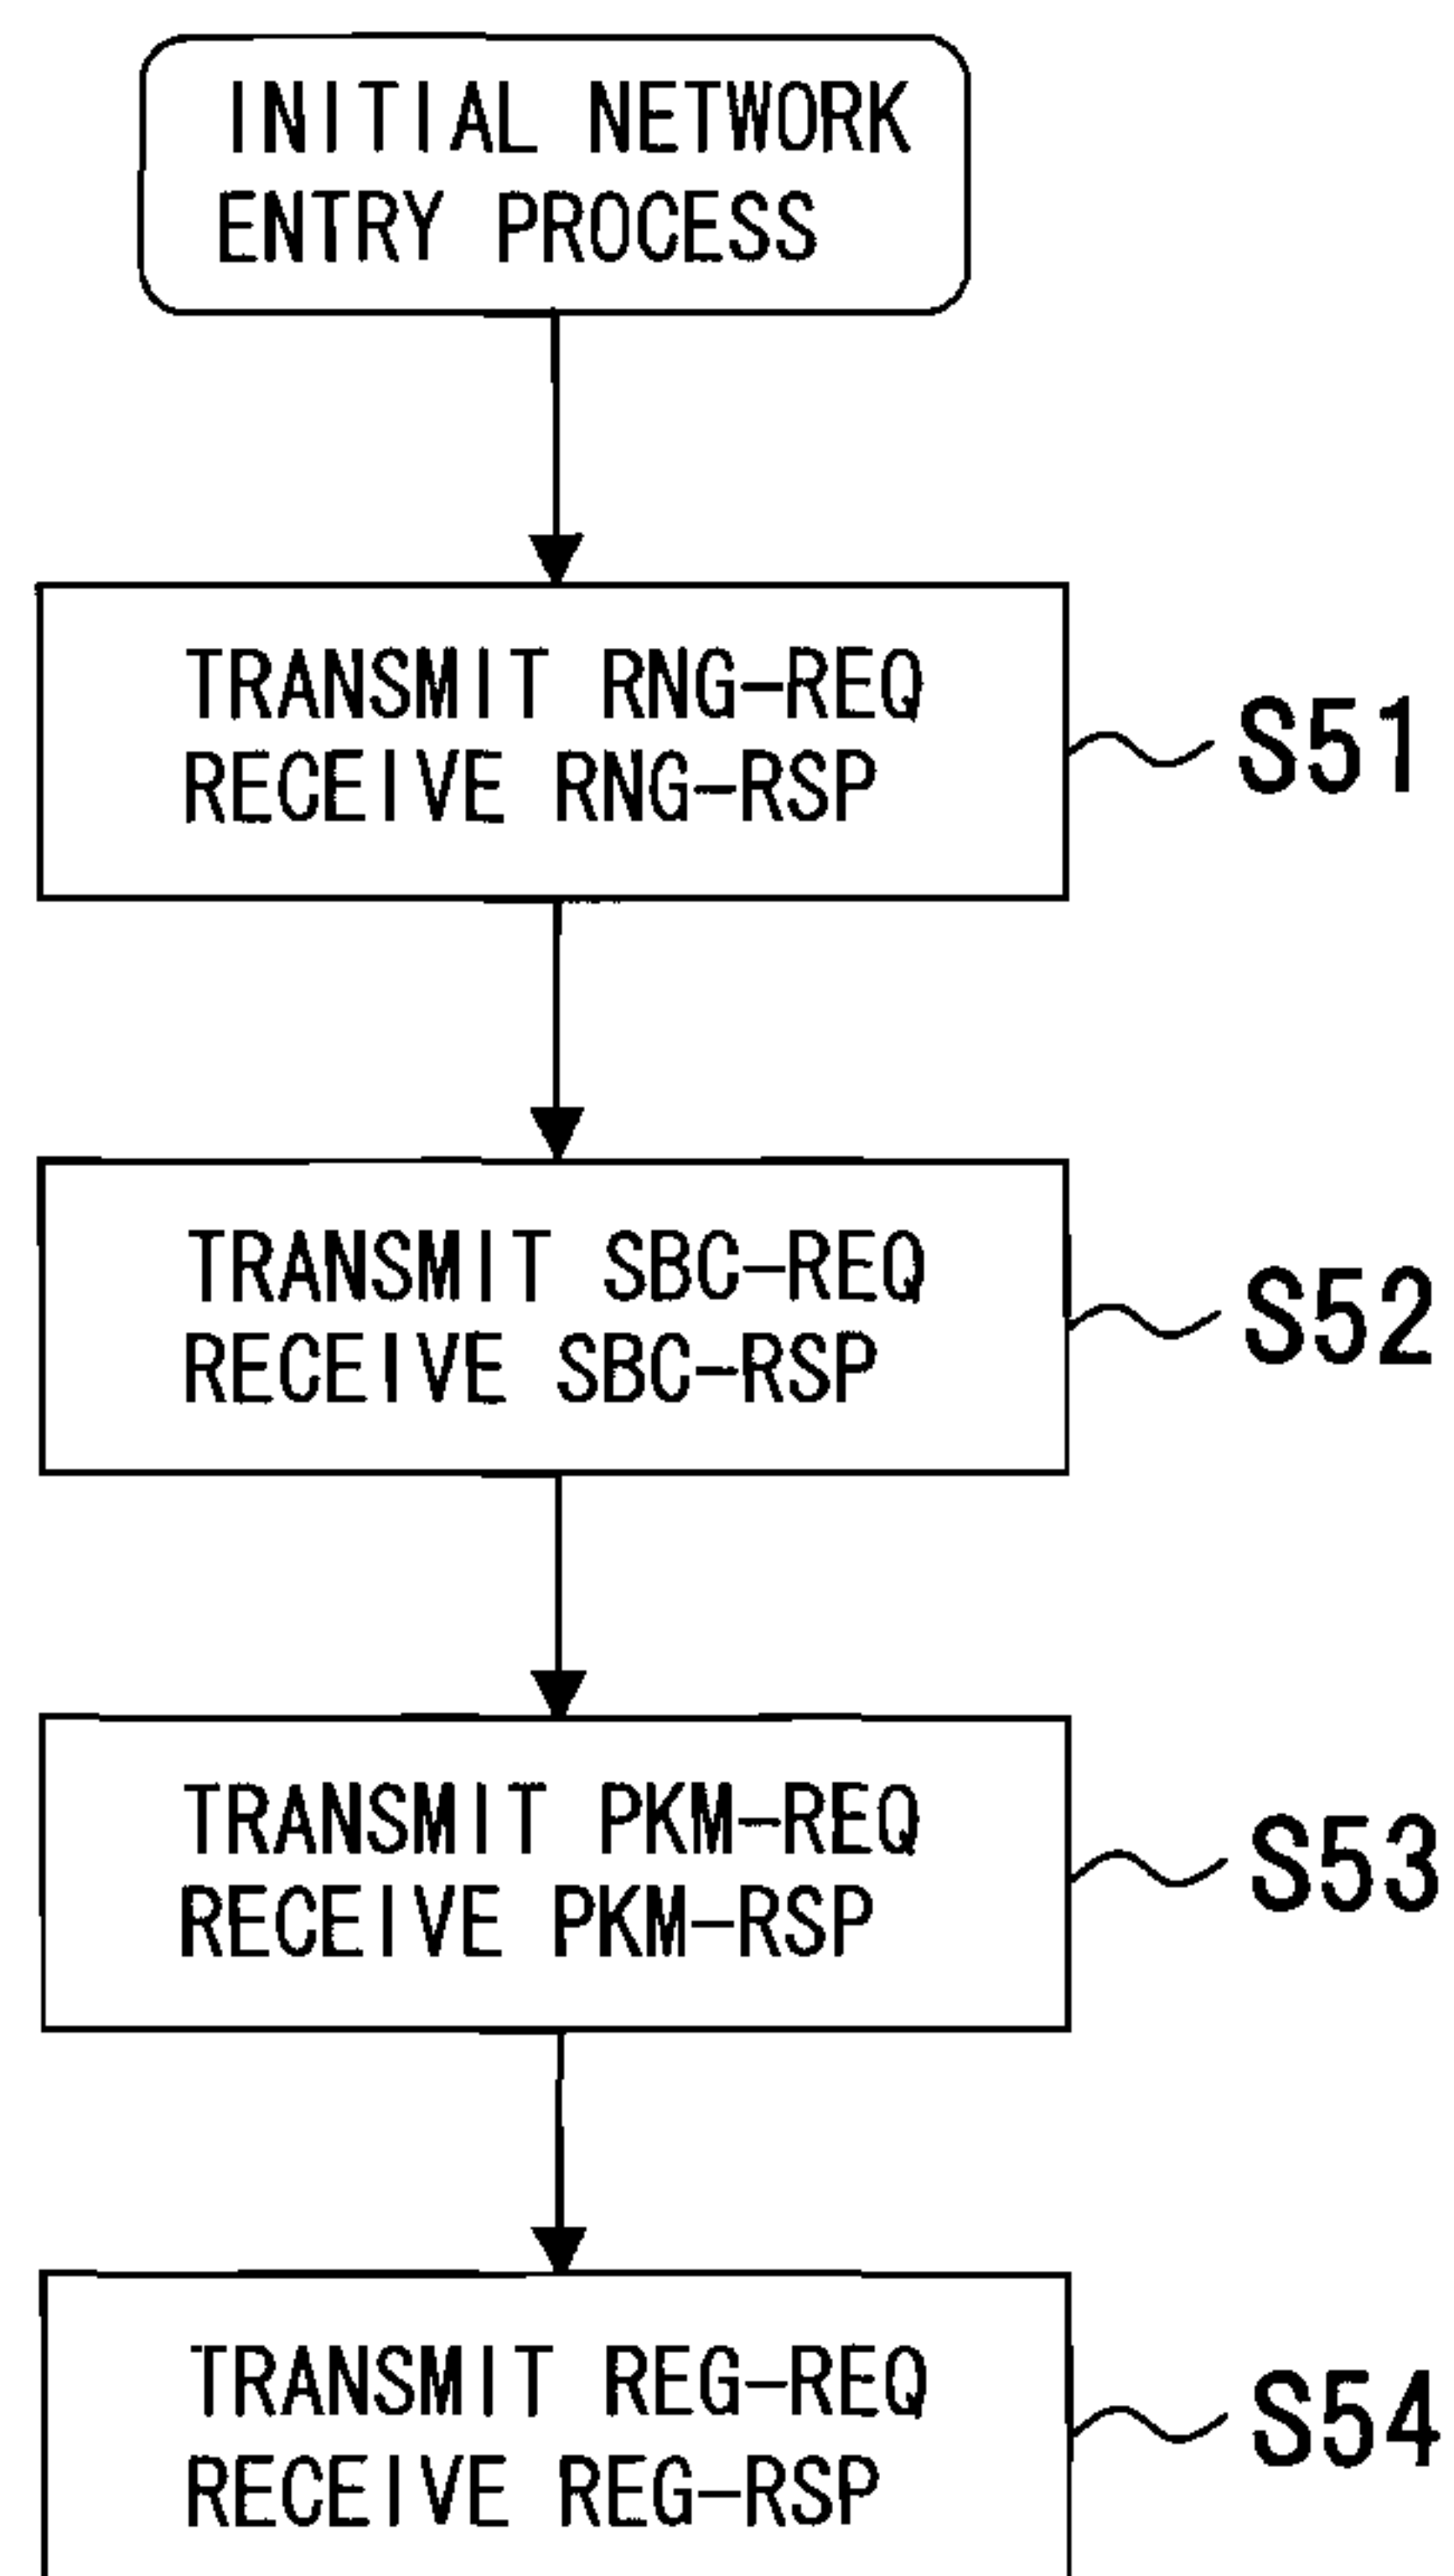 INITIAL NETWORK
ENTRY PROCESS
TRANSMIT RNG-REQ
RECEIVE RNG-RSP
S51
TRANSMIT SBC-REQ
RECEIVE SBC-RSP
S52
TRANSMIT PKM-REQ
RECEIVE PKM-RSP
S53
TRANSMIT REG-REQ
RECEIVE REG-RSP
S54